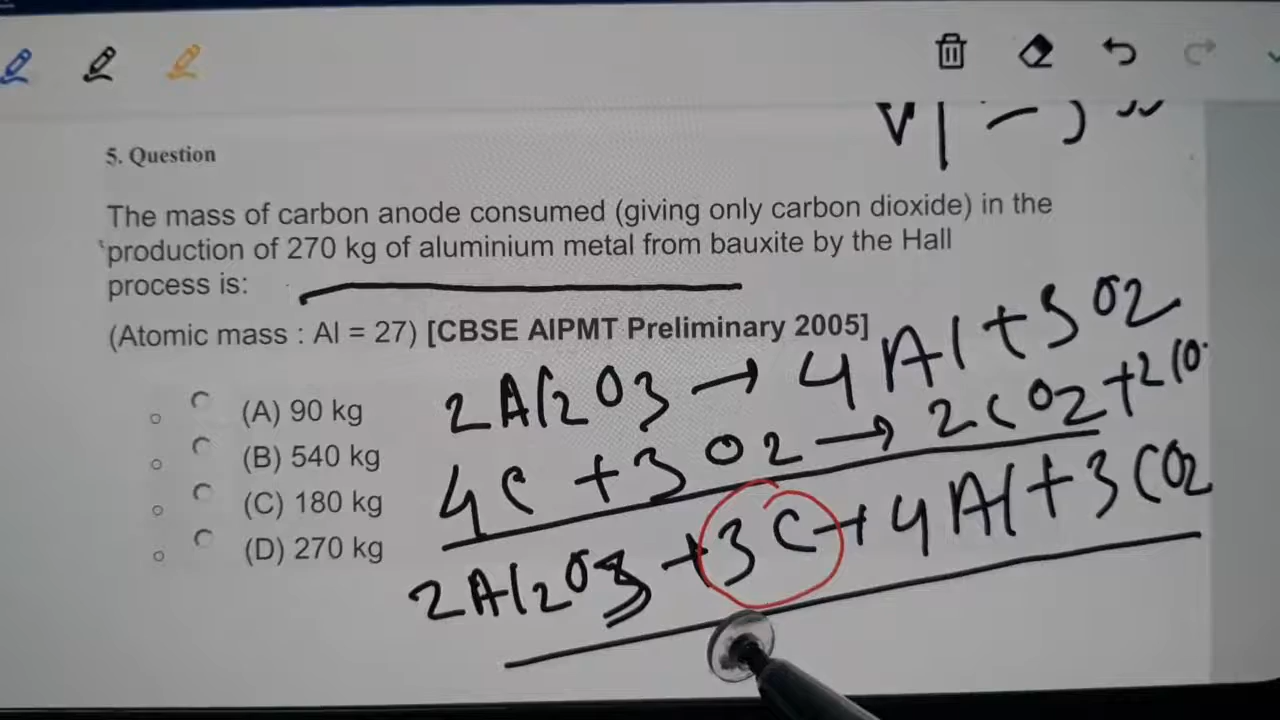 5. Question
The mass of carbon anode consumed (giving only carbon dioxide) in the
production of 270 kg of aluminium metal from bauxite by the Hall
process is:
(Atomic mass : Al = 27) [CBSE AIPMT Preliminary 2005]
(A) 90 kg
(B) 540 kg
(C) 180 kg
(D) 270 kg
2Al2O3 → 4Al+3O2
4C + 3O2 → 2CO2+2CO
2Al2O3 + 3C → 4Al+3CO2